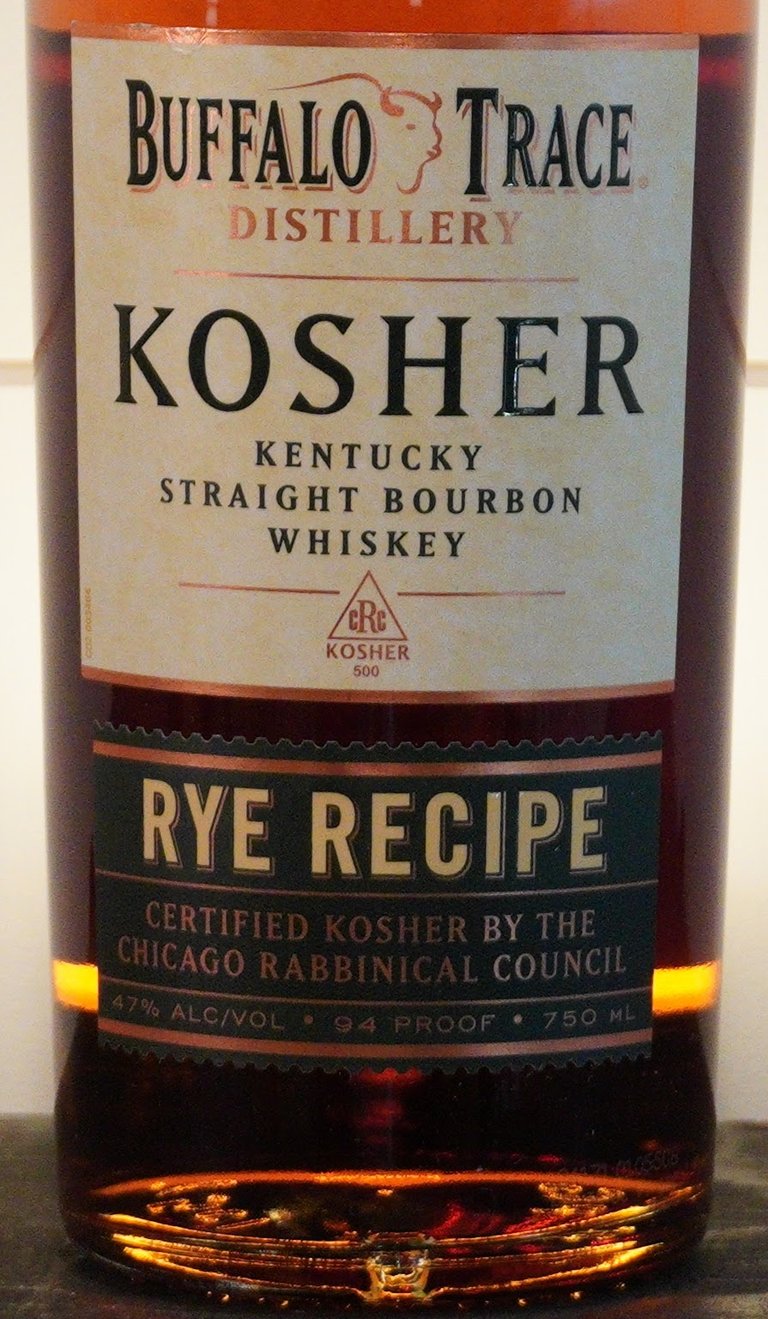 BUFFALO TRACE
DISTILLERY
KOSHER
KENTUCKY
STRAIGHT BOURBON
WHISKEY
cRc
KOSHER
500
RYE RECIPE
CERTIFIED KOSHER BY THE
CHICAGO RABBINICAL COUNCIL
47% ALC/VOL • 94 PROOF • 750 ML